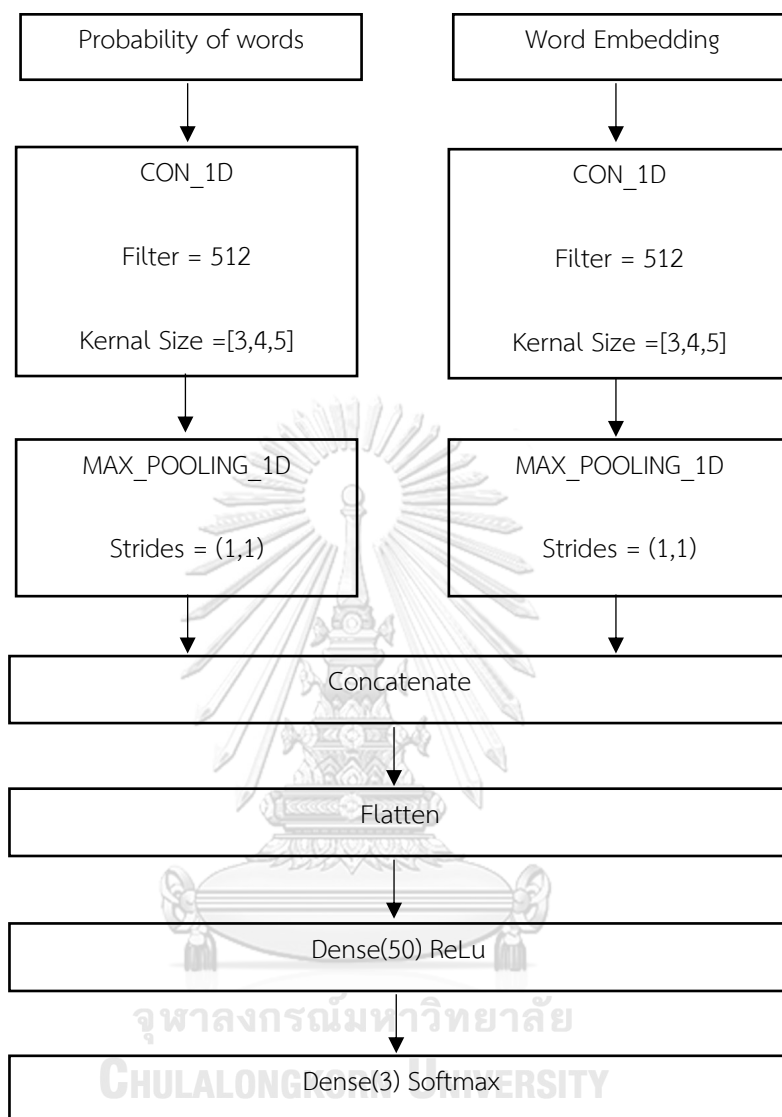 Probability of words
Word Embedding
CON_1D
Filter = 512
Kernal Size =[3,4,5]
CON_1D
Filter = 512
Kernal Size =[3,4,5]
MAX_POOLING_1D
Strides = (1,1)
MAX_POOLING_1D
Strides = (1,1)
Concatenate
Flatten
Dense(50) ReLu
จุฬาลงกรณ์มหาวิทยาลัย
Dense(3) Softmax
CHULALONGKORN UNIVERSITY